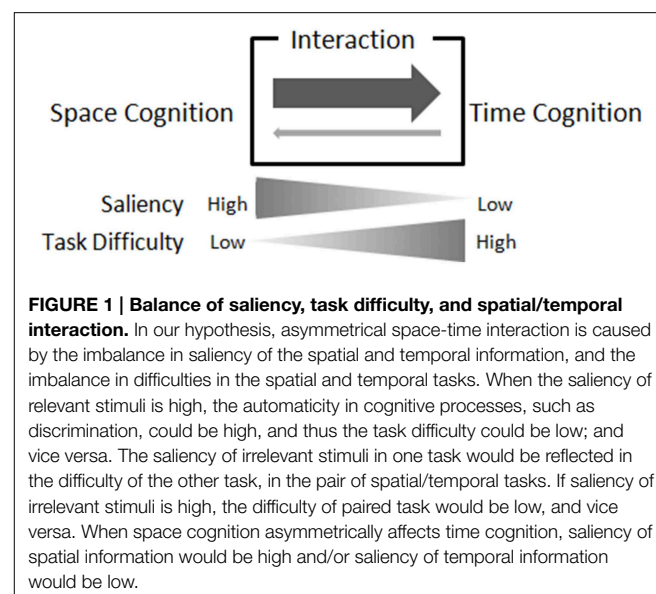 Interaction
Space Cognition
Time Cognition
Saliency High Low
Task Difficulty Low High
FIGURE 1 | Balance of saliency, task difficulty, and spatial/temporal
interaction. In our hypothesis, asymmetrical space-time interaction is caused
by the imbalance in saliency of the spatial and temporal information, and the
imbalance in difficulties in the spatial and temporal tasks. When the saliency of
relevant stimuli is high, the automaticity in cognitive processes, such as
discrimination, could be high, and thus the task difficulty could be low; and
vice versa. The saliency of irrelevant stimuli in one task would be reflected in
the difficulty of the other task, in the pair of spatial/temporal tasks. If saliency of
irrelevant stimuli is high, the difficulty of paired task would be low, and vice
versa. When space cognition asymmetrically affects time cognition, saliency of
spatial information would be high and/or saliency of temporal information
would be low.